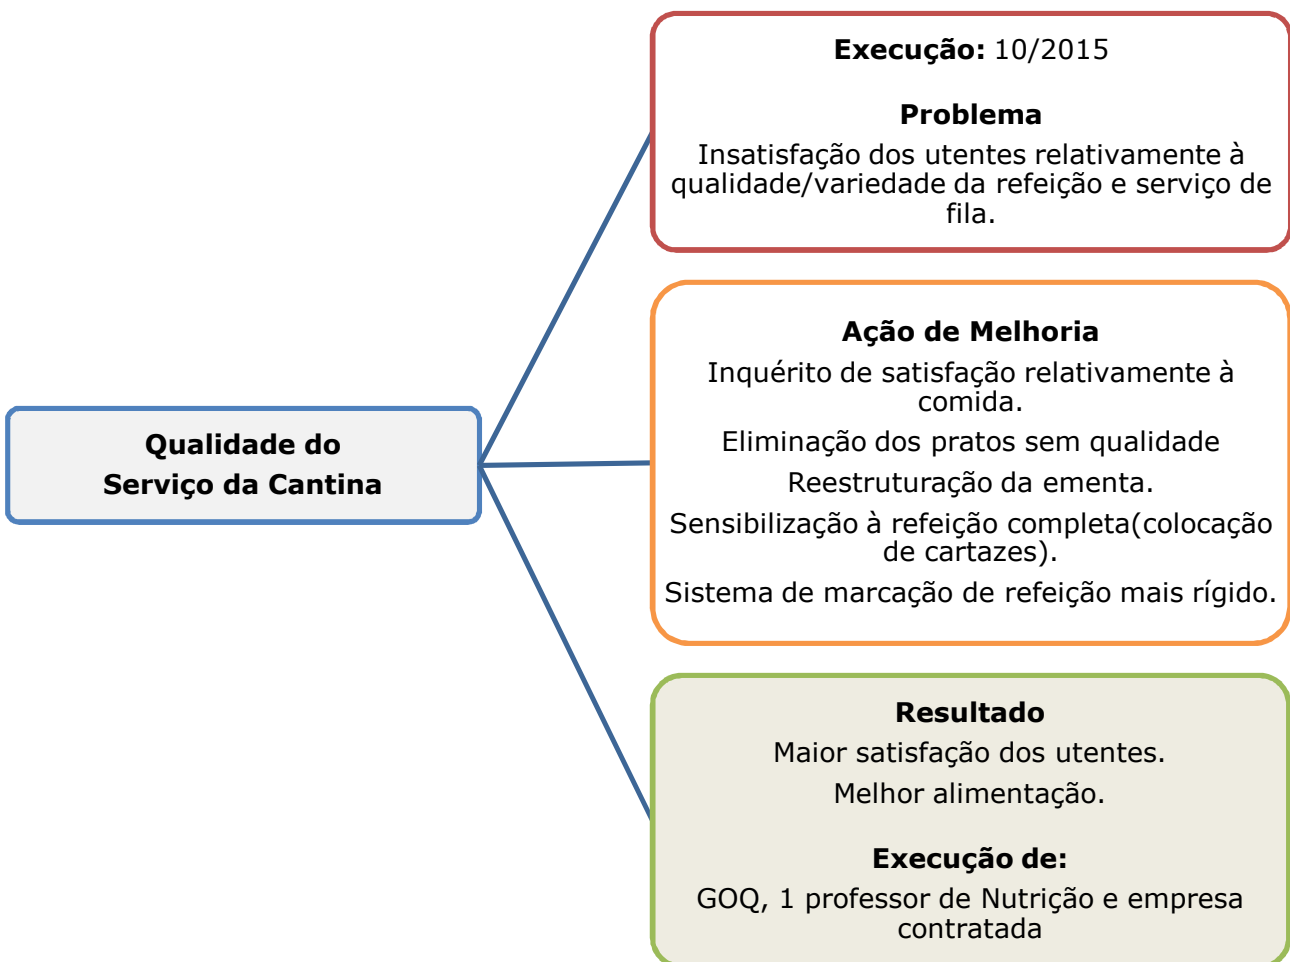 Execução: 10/2015
Problema
Insatisfação dos utentes relativamente à
qualidade/variedade da refeição e serviço de
fila.
Ação de Melhoria
Inquérito de satisfação relativamente à
comida.
Eliminação dos pratos sem qualidade
Reestruturação da ementa.
Sensibilização à refeição completa(colocação
de cartazes).
Sistema de marcação de refeição mais rígido.
Qualidade do
Serviço da Cantina
Resultado
Maior satisfação dos utentes.
Melhor alimentação.
Execução de:
GOQ, 1 professor de Nutrição e empresa
contratada